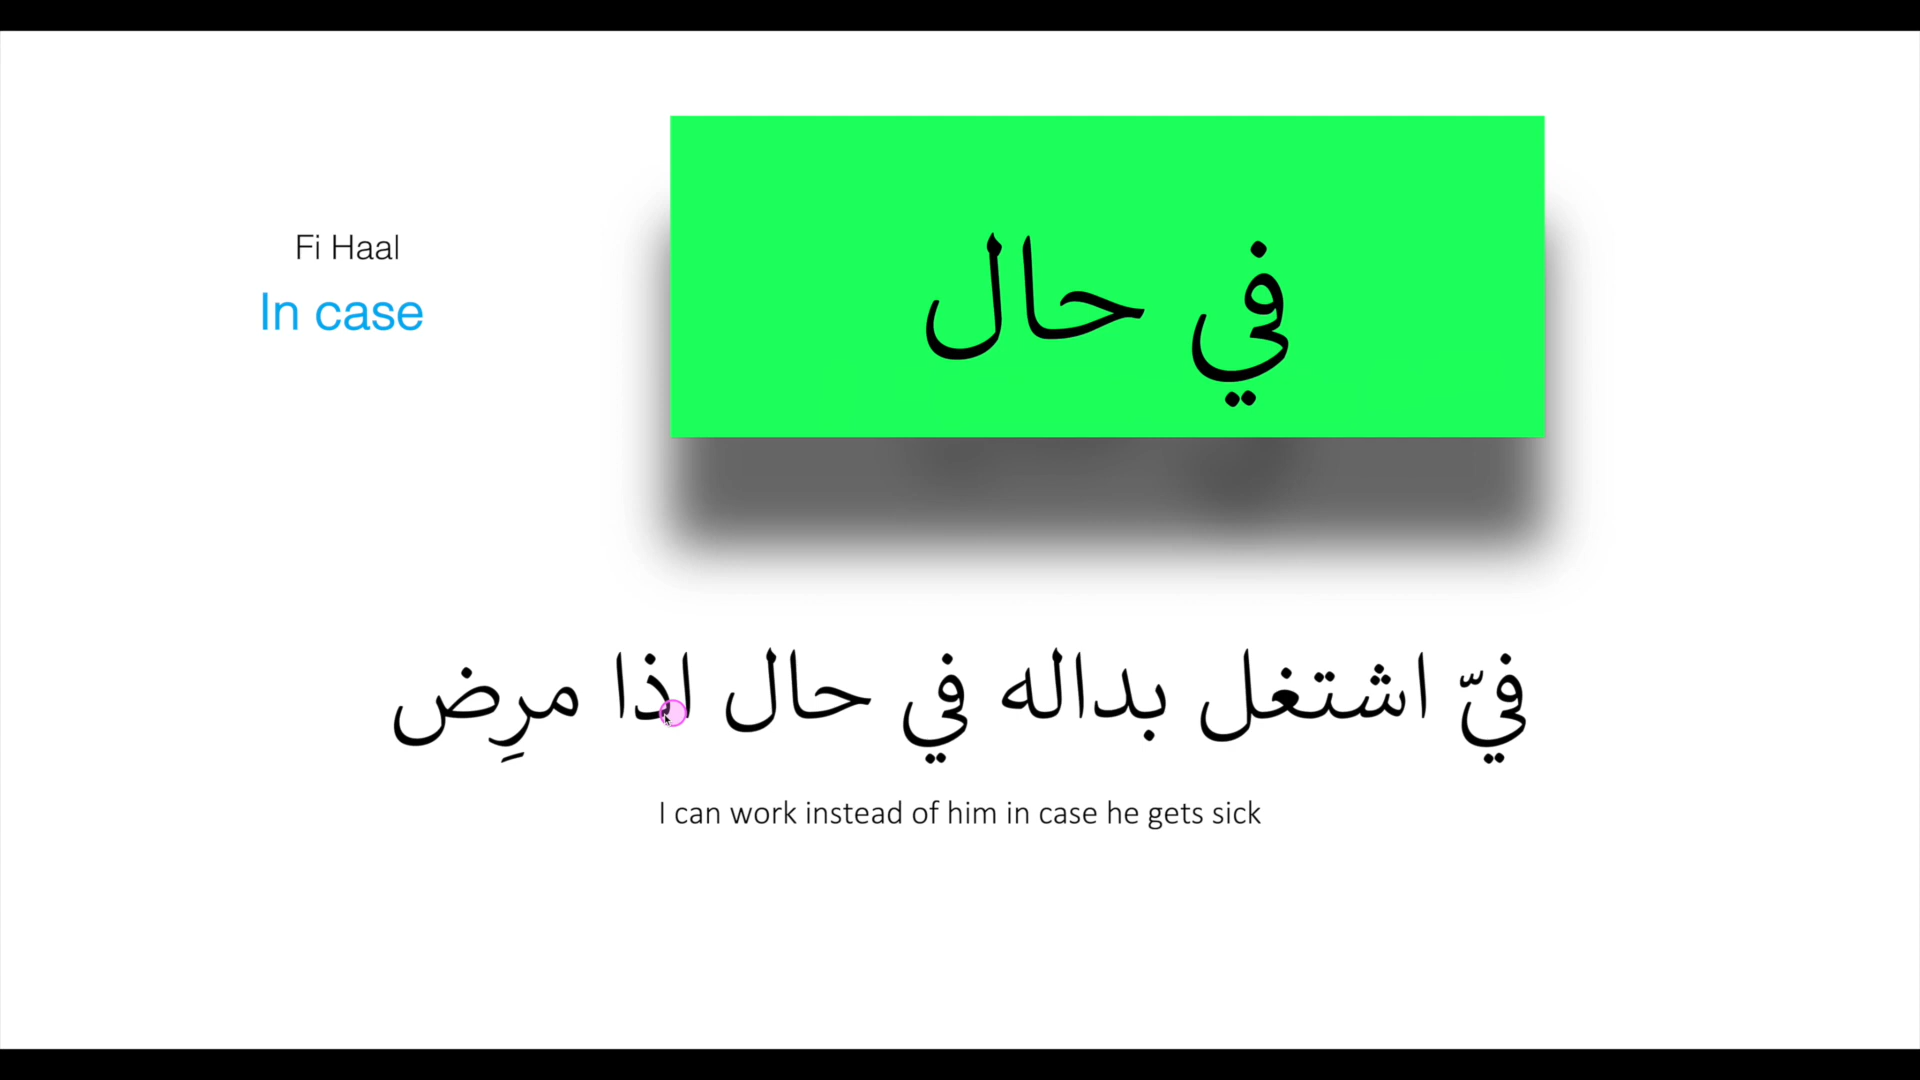 Fi Haal
In case
في حال
فيّ اشتغل بداله في حال اذا مرِض
I can work instead of him in case he gets sick